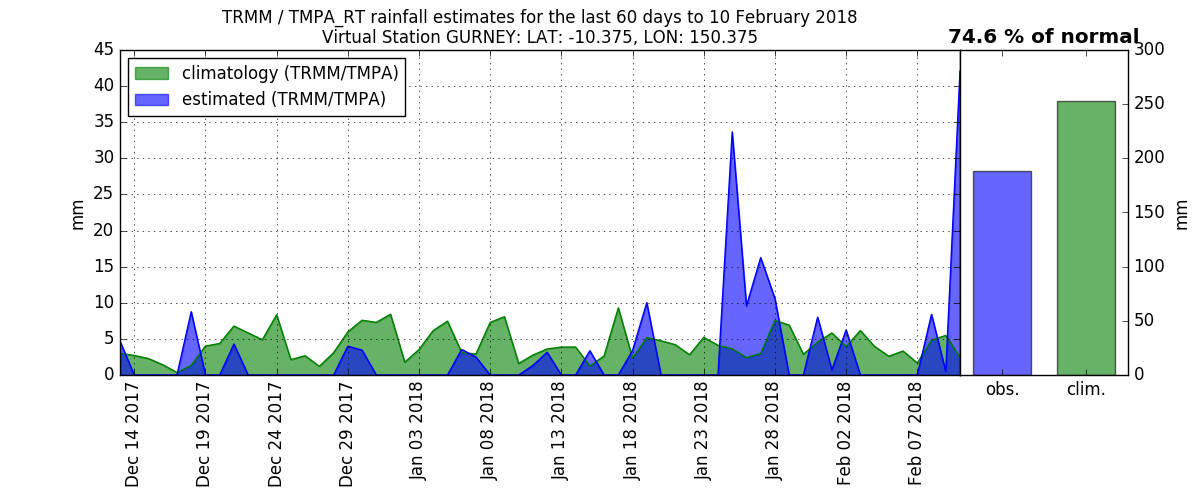 TRMM / TMPA_RT rainfall estimates for the last 60 days to 10 February 2018
Virtual Station GURNEY: LAT: -10.375, LON: 150.375
74.6 % of normal
climatology (TRMM/TMPA)
estimated (TRMM/TMPA)
mm
45
40
35
30
25
20
15
10
5
0
Dec 14 2017
Dec 19 2017
Dec 24 2017
Dec 29 2017
Jan 03 2018
Jan 08 2018
Jan 13 2018
Jan 18 2018
Jan 23 2018
Jan 28 2018
Feb 02 2018
Feb 07 2018
obs.
clim.
300
250
200
150
100
50
0
mm